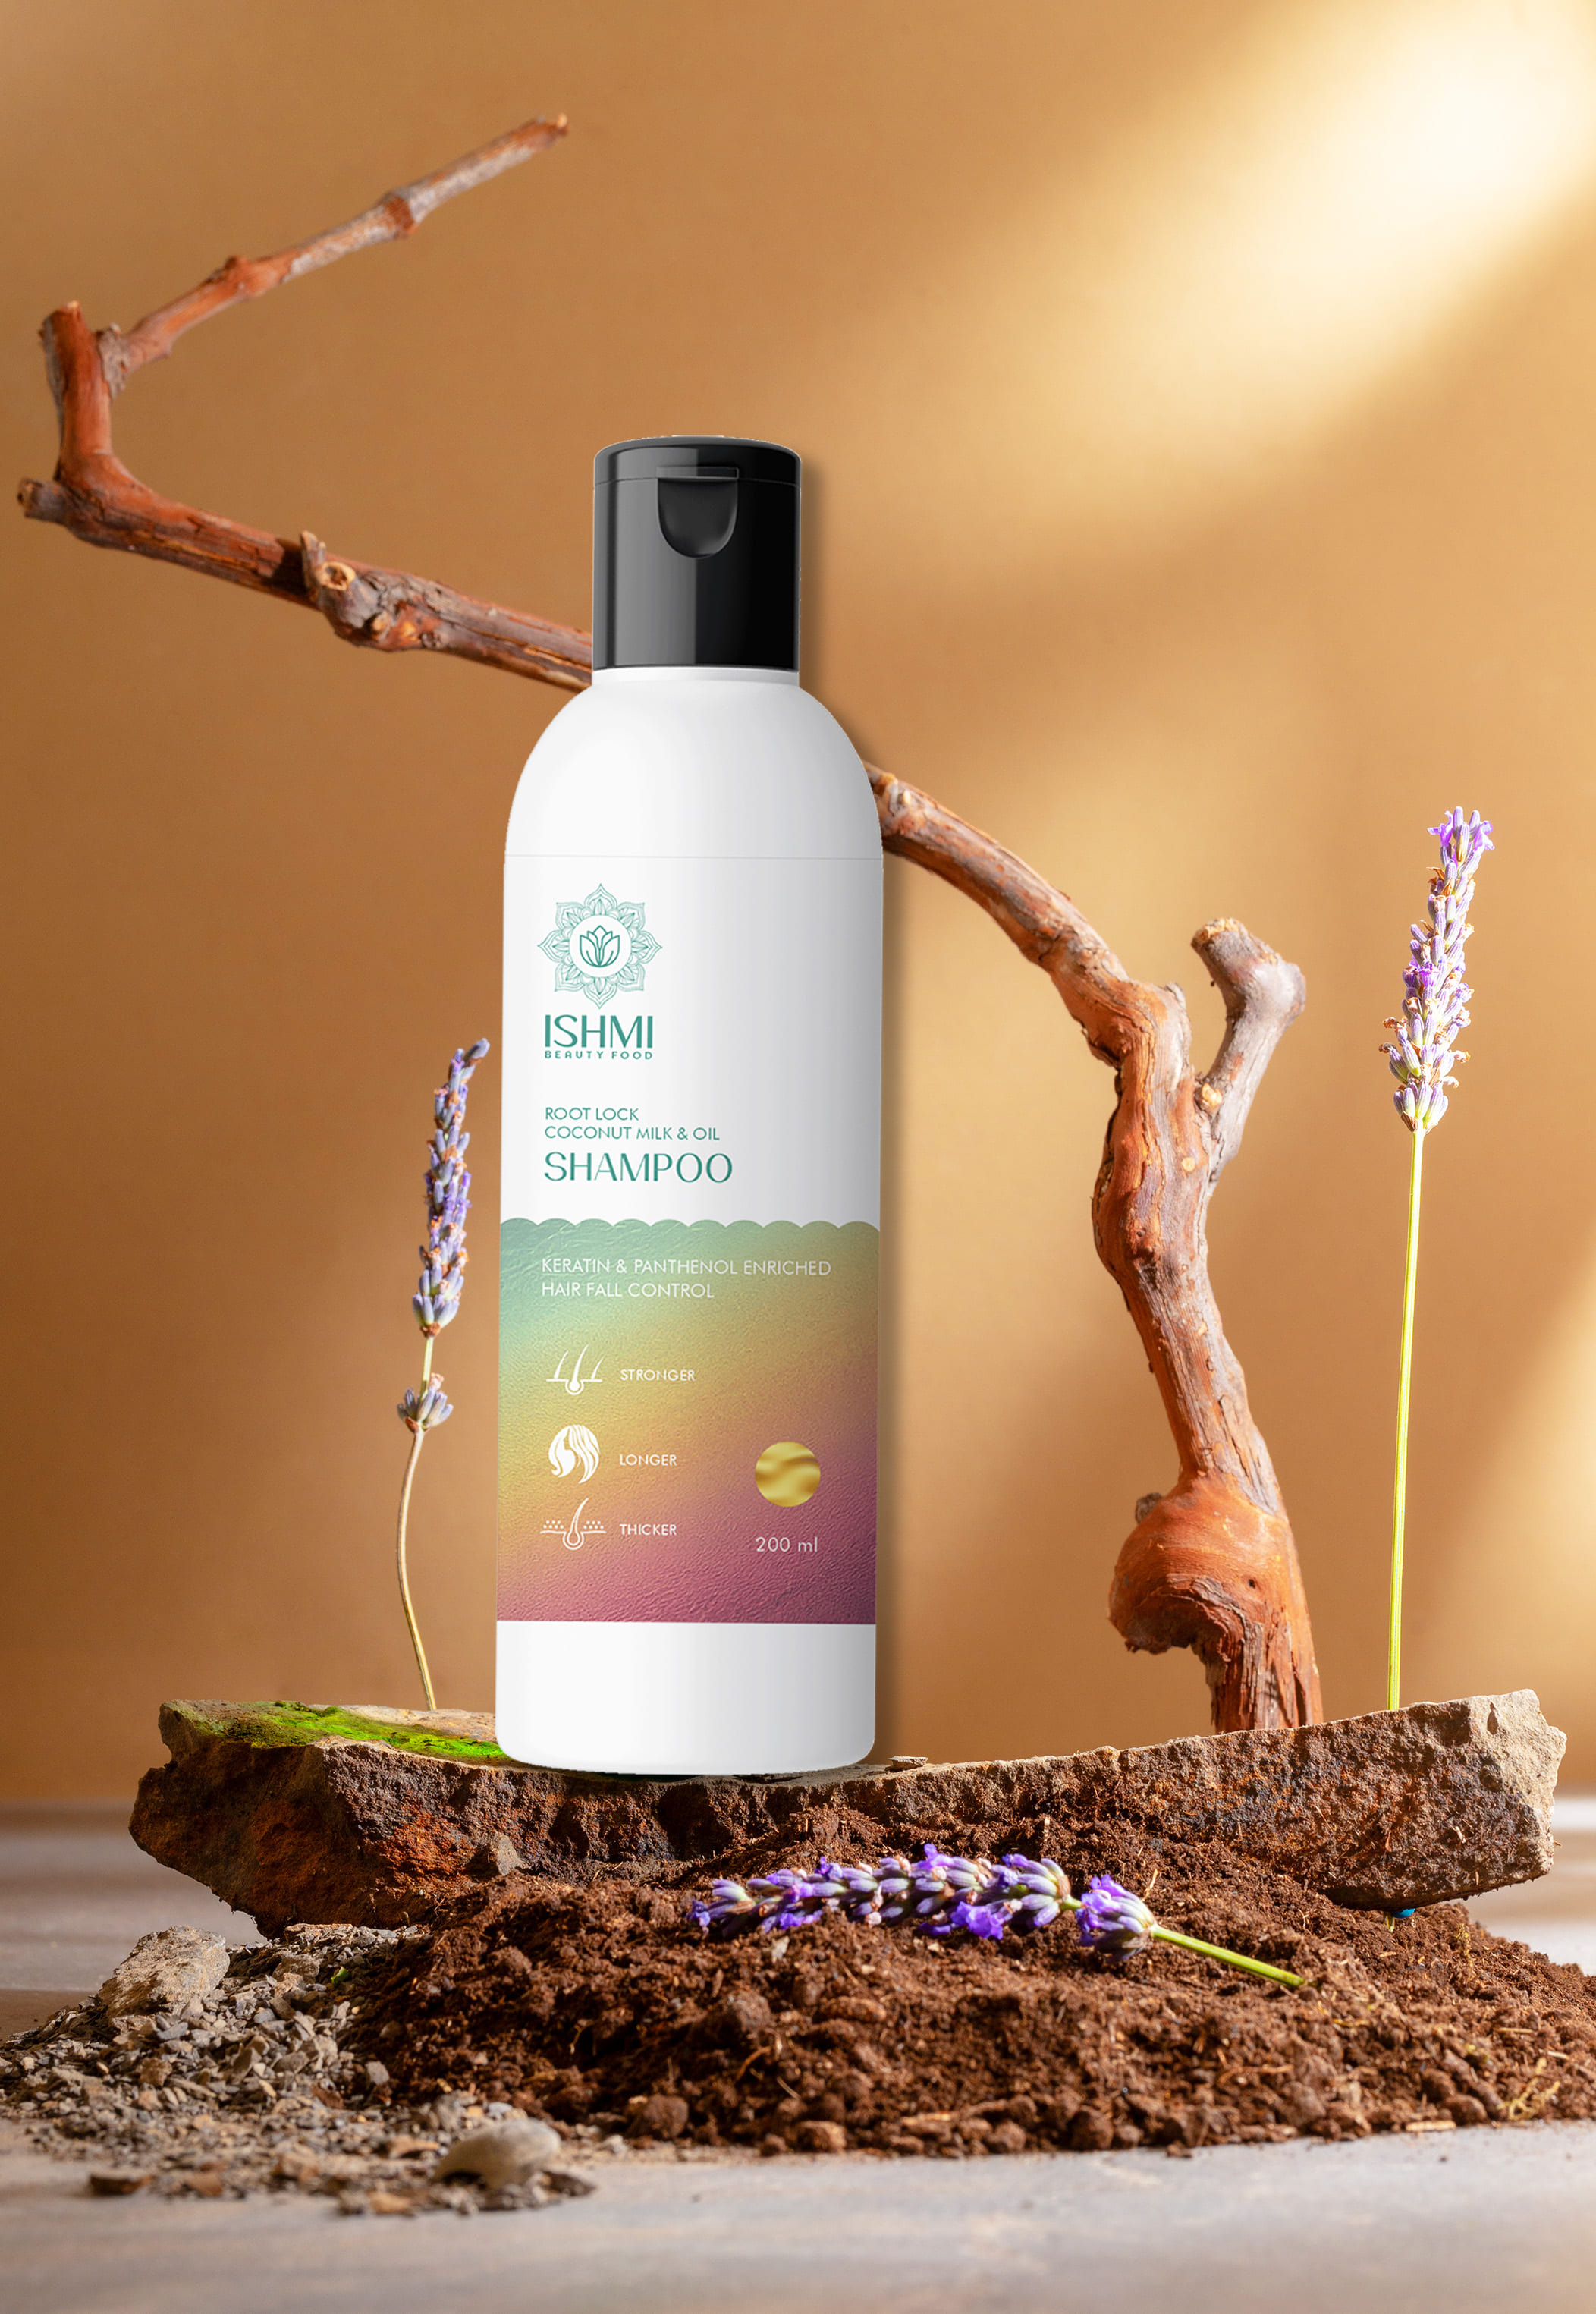 ISHMI
BEAUTY FOOD
ROOT LOCK
COCONUT MILK & OIL
SHAMPOO
KERATIN & PANTHENOL ENRICHED
HAIR FALL CONTROL
STRONGER
LONGER
THICKER
200 ml